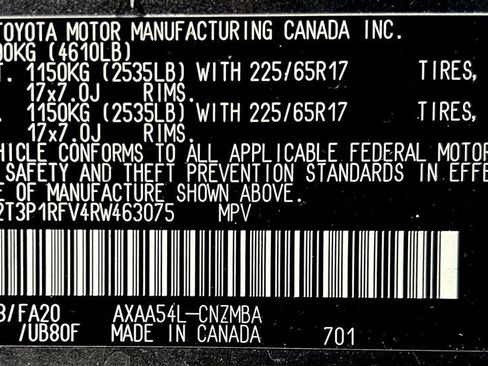 TOYOTA MOTOR MANUFACTURING CANADA INC.
00KG (4610LB)
T. 1150KG (2535LB) WITH 225/65R17 TIRES,
17x7.0J RIMS.
1150KG (2535LB) WITH 225/65R17 TIRES,
17x7.0J RIMS.
HICLE CONFORMS TO ALL APPLICABLE FEDERAL MOTOR
SAFETY AND THEFT PREVENTION STANDARDS IN EFFE
E OF MANUFACTURE SHOWN ABOVE.
2T3P1RFV4RW463075 MPV
3/FA20 AXAA54L-CNZMBA
/UB80F MADE IN CANADA 701